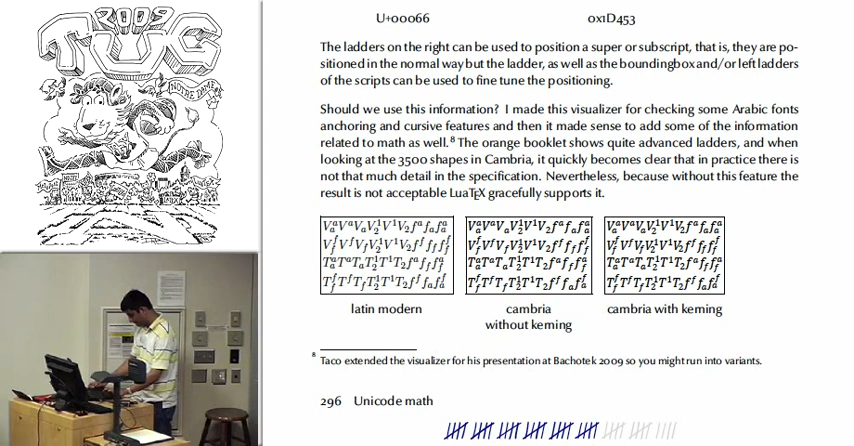 2009
TUG
NOTRE DAME
U+00066
0x1D453
The ladders on the right can be used to position a super or subscript, that is, they are po-
sitioned in the normal way but the ladder, as well as the boundingbox and/or left ladders
of the scripts can be used to fine tune the positioning.
Should we use this information? I made this visualizer for checking some Arabic fonts
anchoring and cursive features and then it made sense to add some of the information
related to math as well.⁸ The orange booklet shows quite advanced ladders, and when
looking at the 3500 shapes in Cambria, it quickly becomes clear that in practice there is
not that much detail in the specification. Nevertheless, because without this feature the
result is not acceptable LuaTEX gracefully supports it.
latin modern
cambria
without kerning
cambria with kerning
⁸ Taco extended the visualizer for his presentation at Bachotek 2009 so you might run into variants.
296 Unicode math